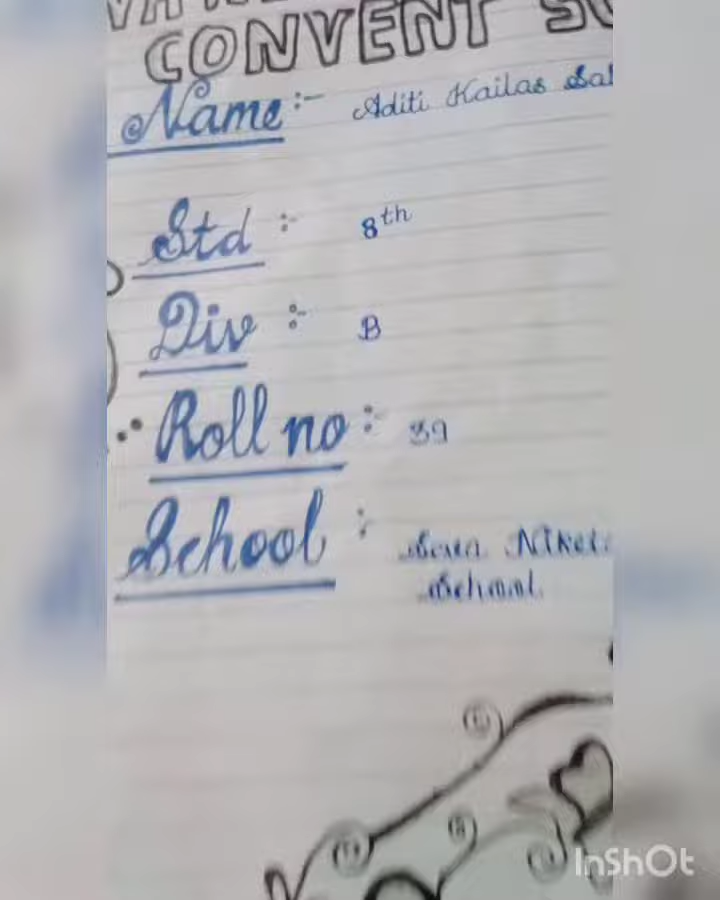 CONVENT
Name :- Aditi Kailas
Std :- 8th
Div :- B
Roll no :- 39
School :-
School
InShOt